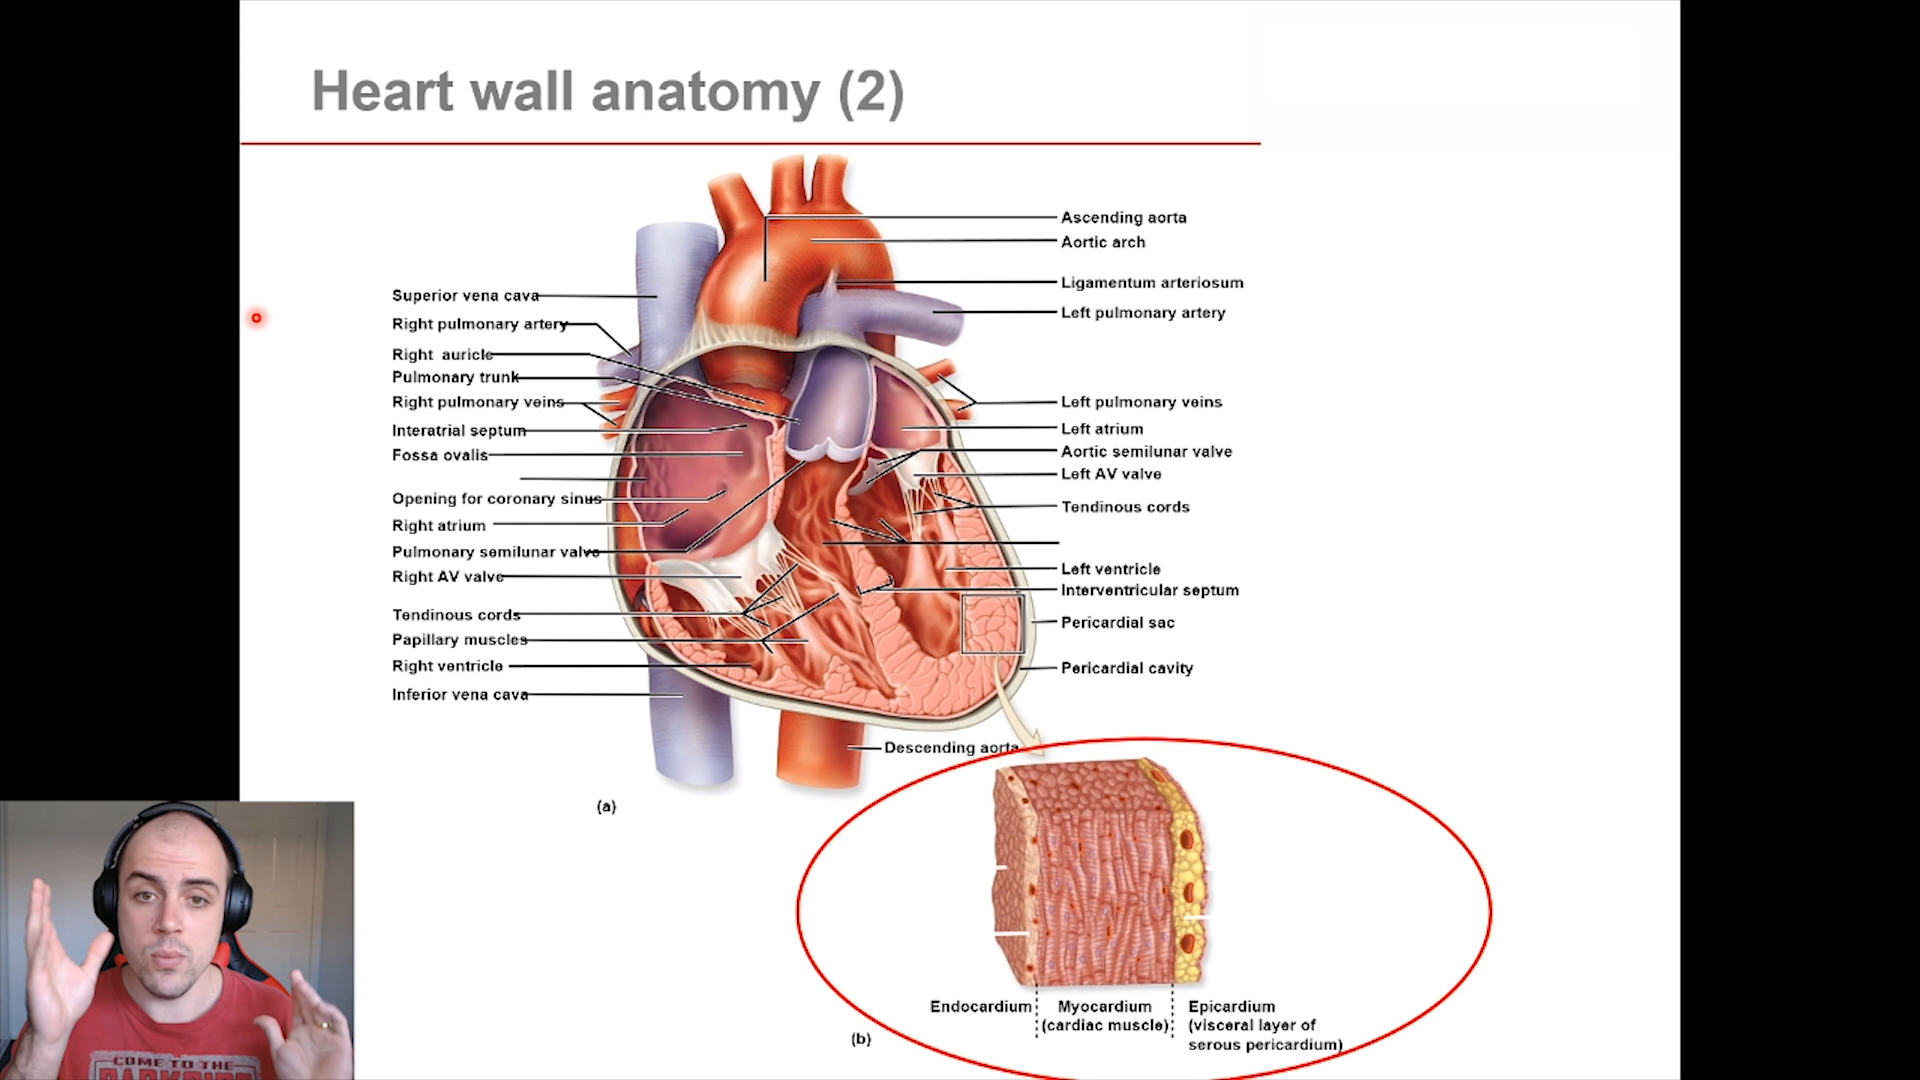 Heart wall anatomy (2)
Ascending aorta
Aortic arch
Ligamentum arteriosum
Left pulmonary artery
Superior vena cava
Right pulmonary artery
Right auricle
Pulmonary trunk
Right pulmonary veins
Interatrial septum
Fossa ovalis
Opening for coronary sinus
Right atrium
Pulmonary semilunar valve
Right AV valve
Tendinous cords
Papillary muscles
Right ventricle
Inferior vena cava
Left pulmonary veins
Left atrium
Aortic semilunar valve
Left AV valve
Tendinous cords
Left ventricle
Interventricular septum
Pericardial sac
Pericardial cavity
Descending aorta
(a)
Endocardium
Myocardium
(cardiac muscle)
Epicardium
(visceral layer of
serous pericardium)
(b)
COME TO THE